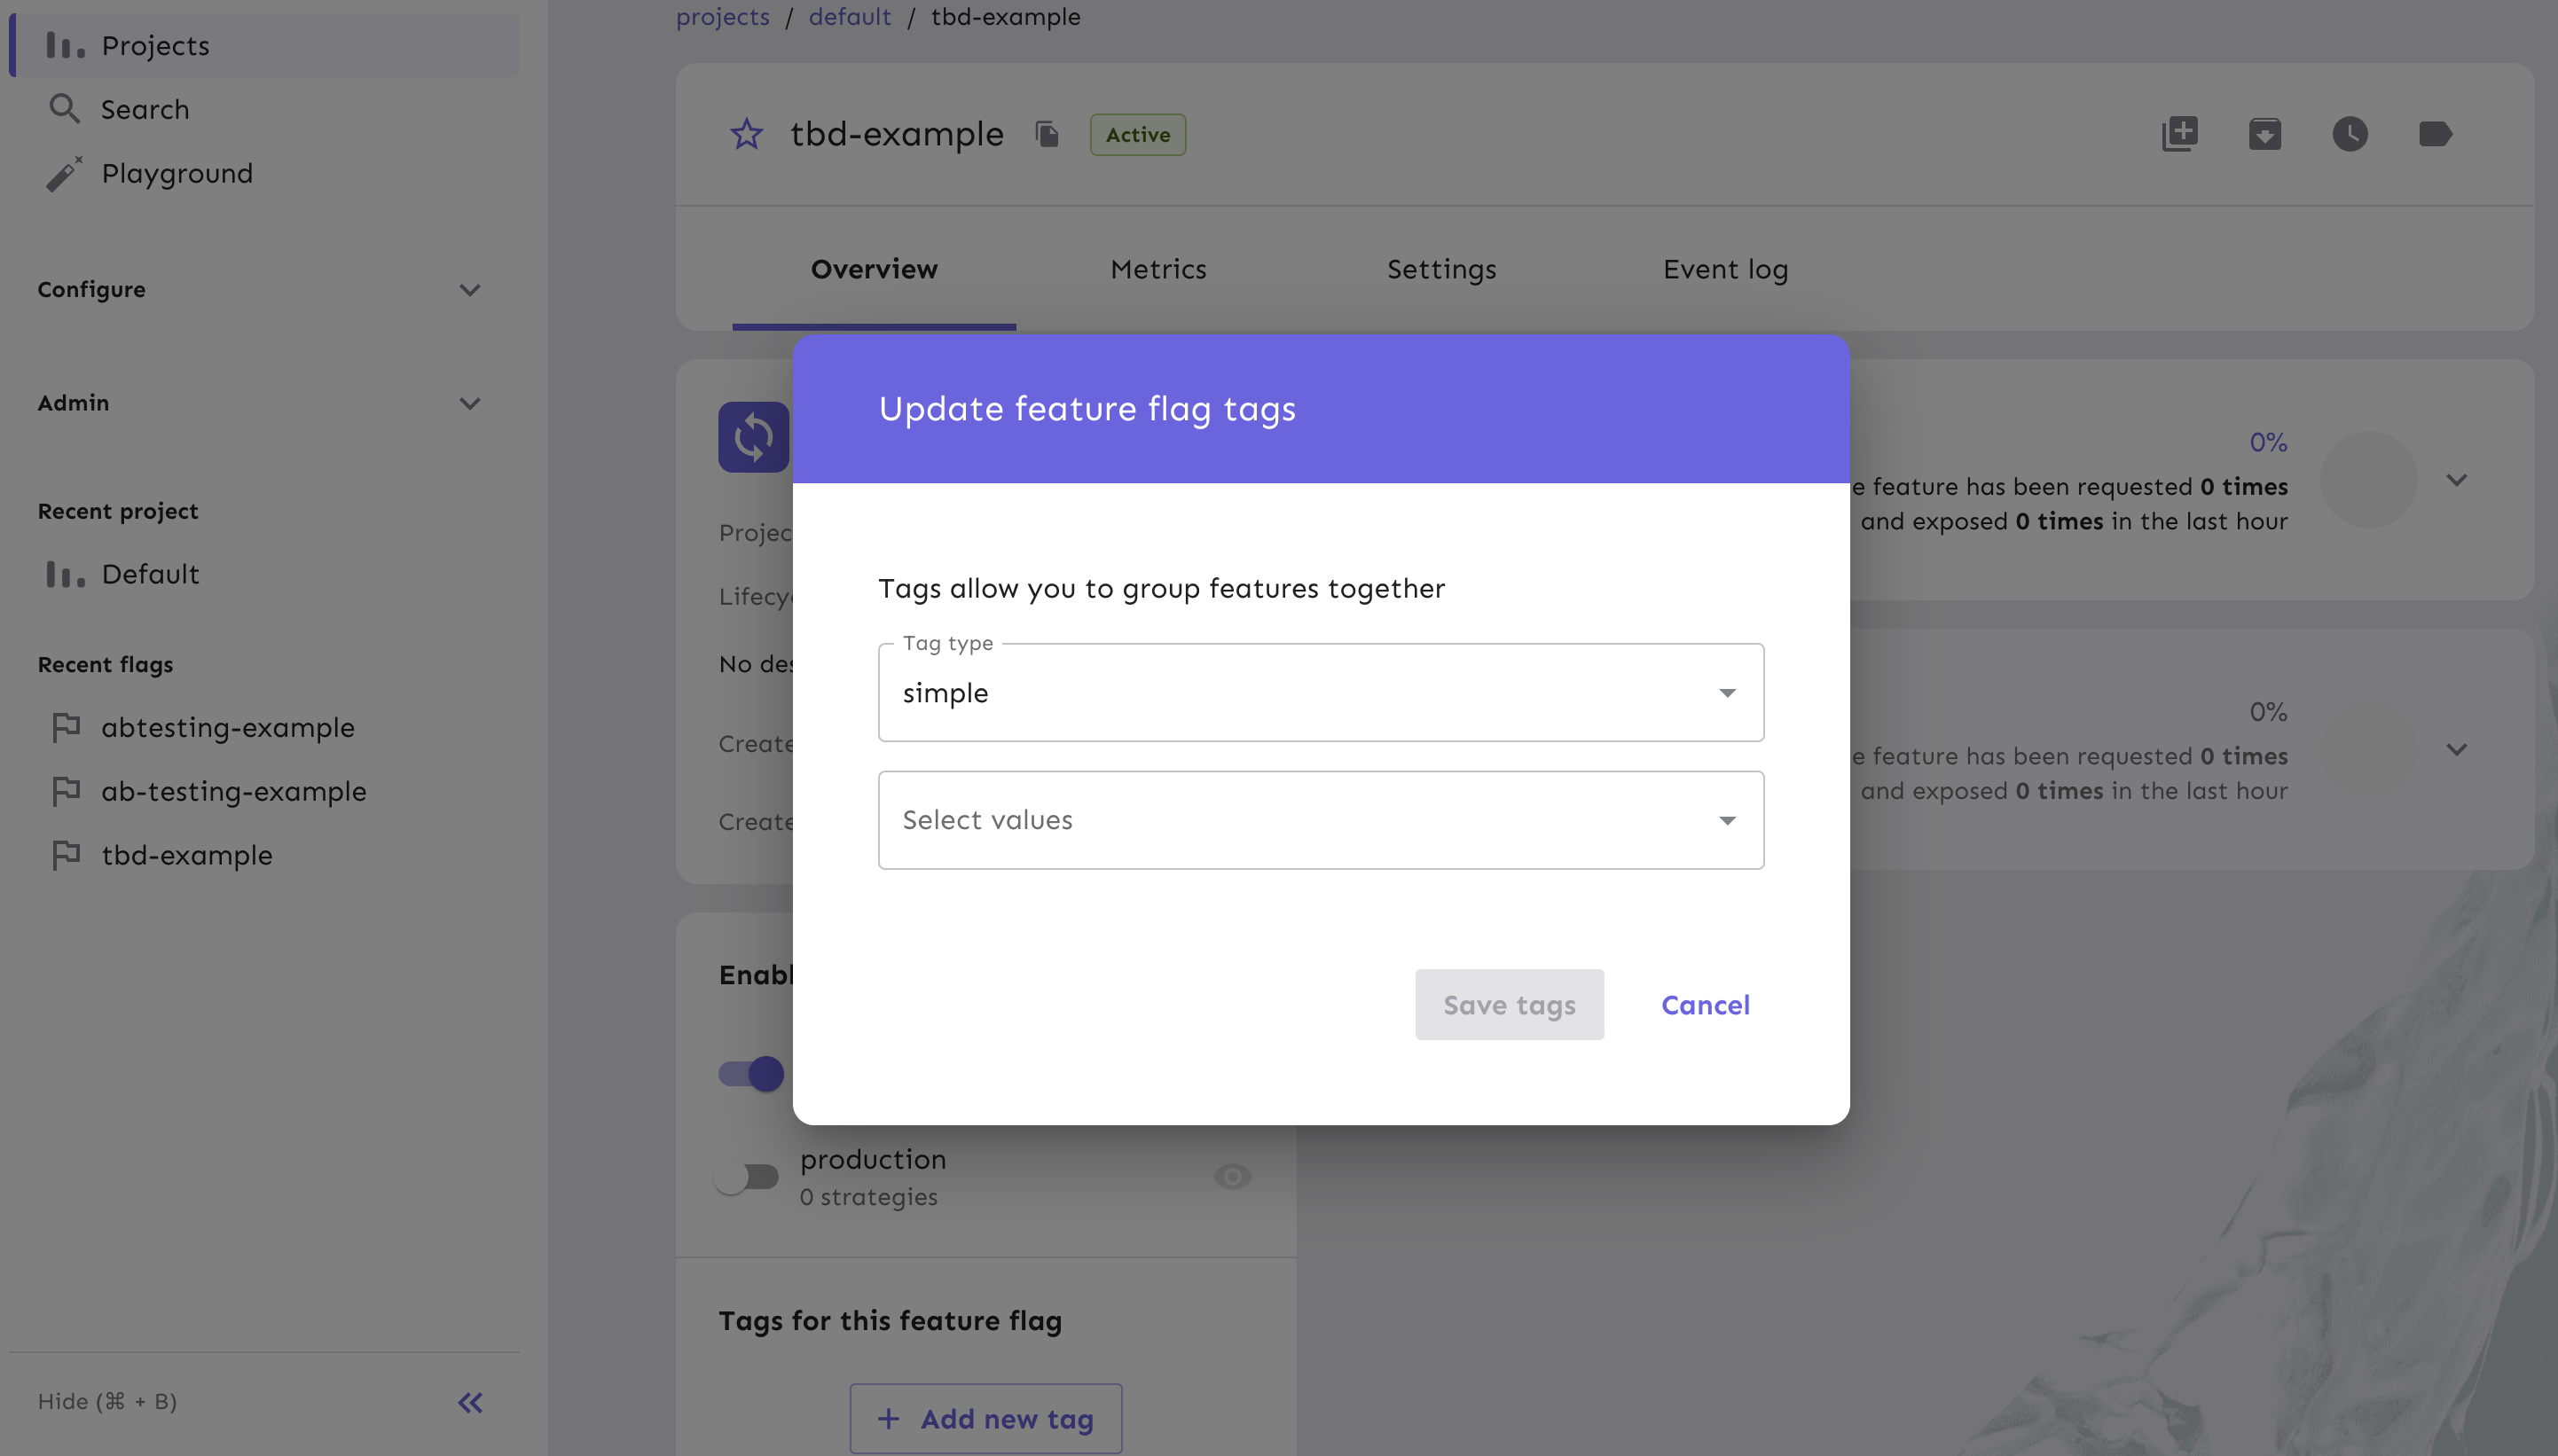 Projects
Search
Playground
Configure
Admin
Recent project
Default
Recent flags
abtesting-example
ab-testing-example
tbd-example
Hide (⌘ + B)
projects / default / tbd-example
tbd-example Active
Overview Metrics Settings Event log
Projec
Lifecy
No des
Create
Create
Enabl
production
0 strategies
Tags for this feature flag
+ Add new tag
0%
e feature has been requested 0 times
and exposed 0 times in the last hour
0%
e feature has been requested 0 times
and exposed 0 times in the last hour
Update feature flag tags
Tags allow you to group features together
Tag type
simple
Select values
Save tags Cancel